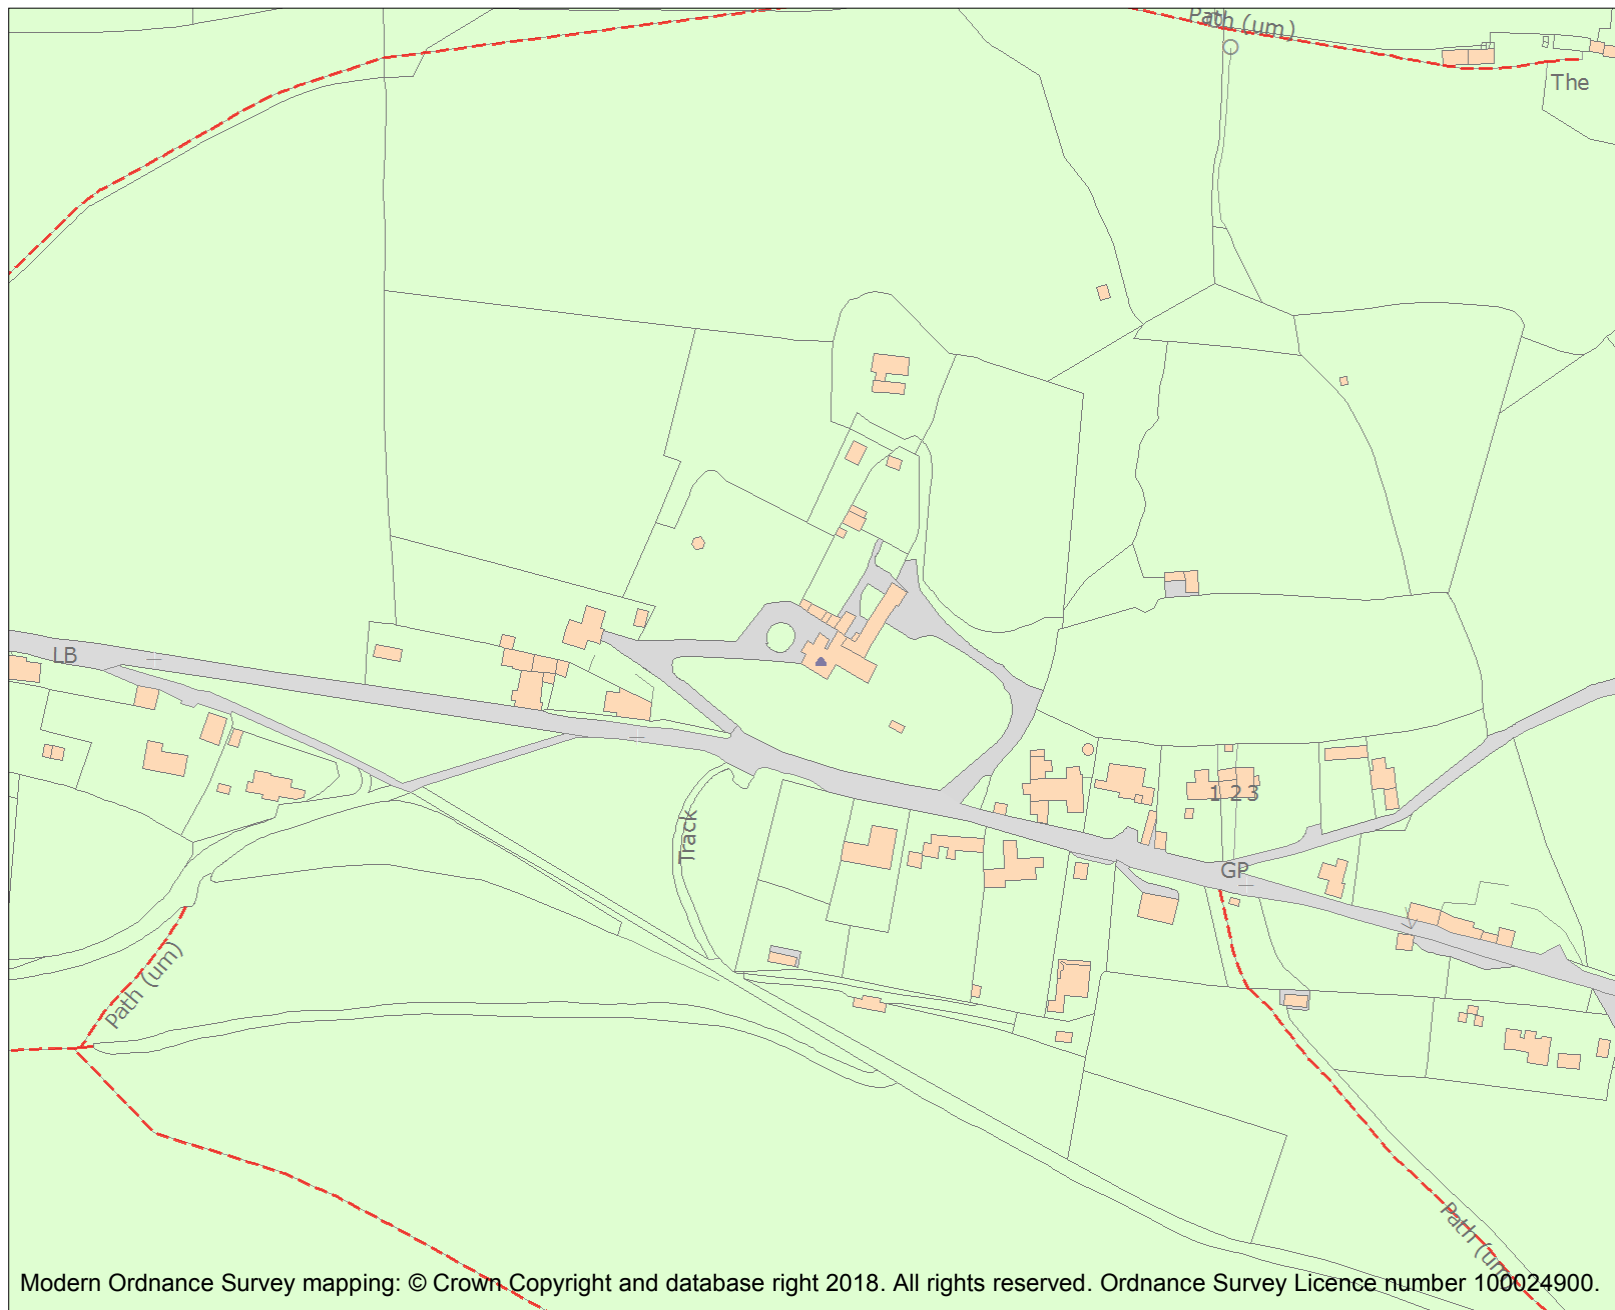 Path (um)
The
LB
Track
1 2 3
GP
Path (um)
Path (um)
Modern Ordnance Survey mapping: © Crown Copyright and database right 2018. All rights reserved. Ordnance Survey Licence number 100024900.